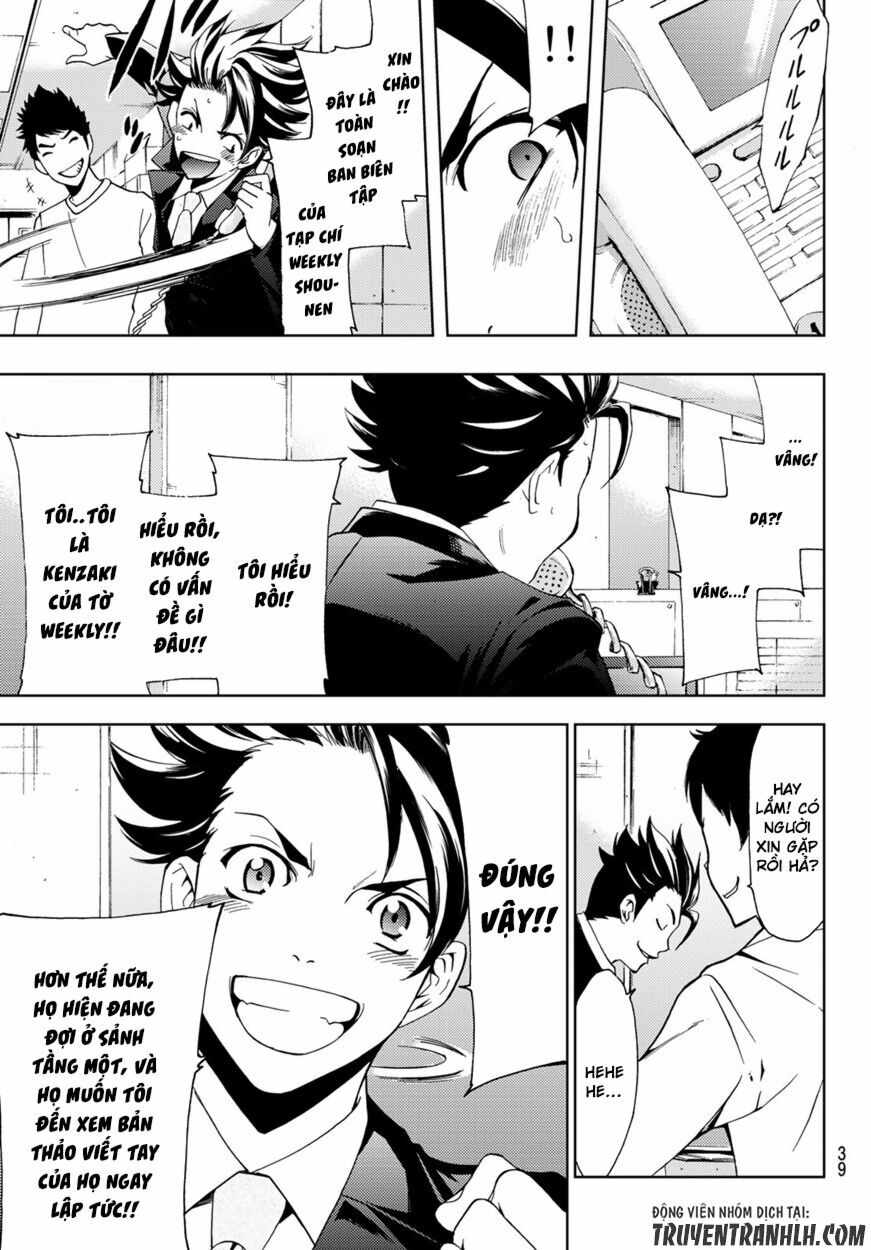 プルルルルル
!!
XIN
CHÀO
!!
ĐÂY LÀ
TOÀN
SOẠN
BAN BIÊN
TẬP
CỦA
TẠP CHÍ
WEEKLY
SHOU-
NEN
...
VÂNG!
DẠ?!
VÂNG...!
TÔI HIỂU
RỒI!
HIỂU RỒI,
KHÔNG
CÓ VẤN
ĐỀ GÌ
ĐÂU!!
TÔI..TÔI
LÀ
KENZAKI
CỦA TỜ
WEEKLY!!
HAY
LẮM! CÓ
NGƯỜI
XIN GẶP
RỒI HẢ?
HEHE
HE...
ĐÚNG
VẬY!!
HƠN THẾ NỮA,
HỌ HIỆN ĐANG
ĐỢI Ở SẢNH
TẦNG MỘT, VÀ
HỌ MUỐN TÔI
ĐẾN XEM BẢN
THẢO VIẾT TAY
CỦA HỌ NGAY
LẬP TỨC!!
39
ĐỘNG VIÊN NHÓM DỊCH TẠI:
TRUYENTRANHLH.COM